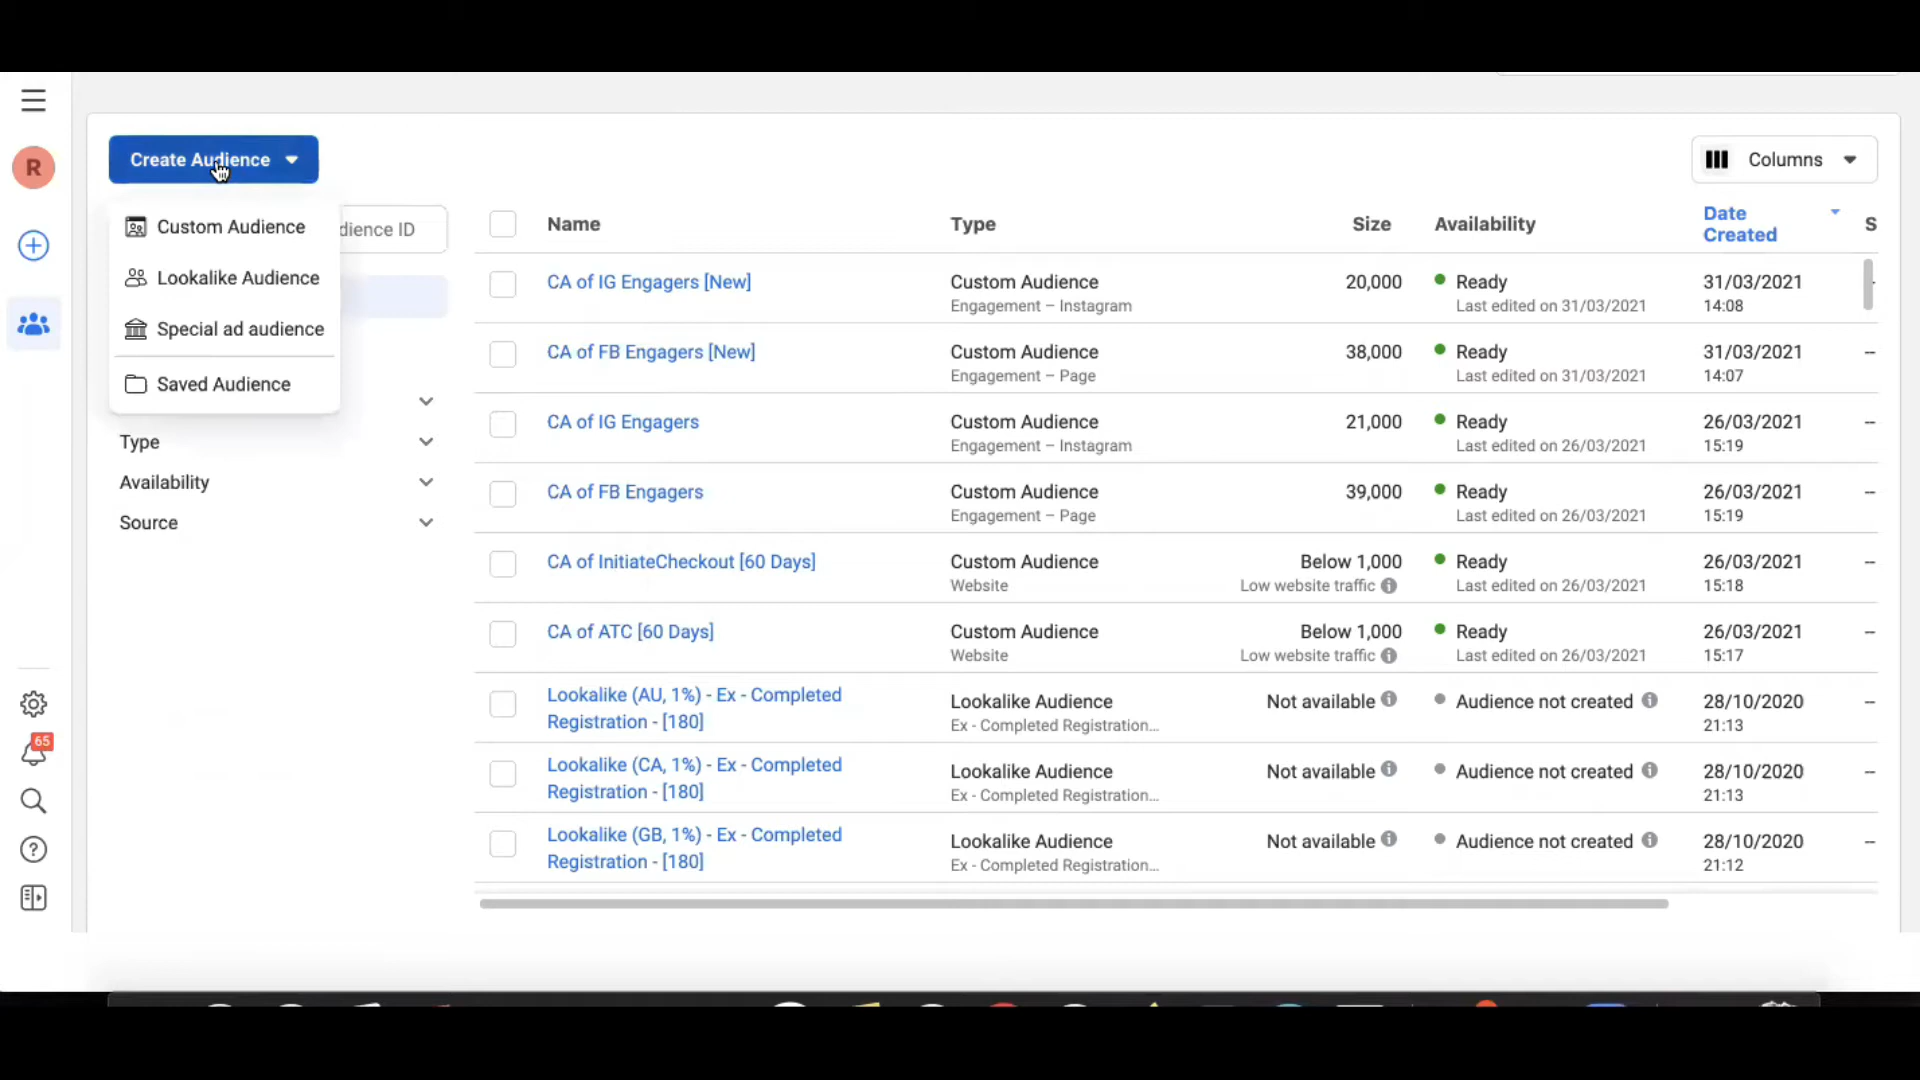 Create Audience
Columns
R
Custom Audience
Lookalike Audience
Special ad audience
Saved Audience
dience ID
Type
Availability
Source
65
Name Type Size Availability Date Created S
CA of IG Engagers [New] Custom Audience 20,000 Ready 31/03/2021
Engagement – Instagram Last edited on 31/03/2021 14:08
CA of FB Engagers [New] Custom Audience 38,000 Ready 31/03/2021 --
Engagement – Page Last edited on 31/03/2021 14:07
CA of IG Engagers Custom Audience 21,000 Ready 26/03/2021 --
Engagement – Instagram Last edited on 26/03/2021 15:19
CA of FB Engagers Custom Audience 39,000 Ready 26/03/2021 --
Engagement – Page Last edited on 26/03/2021 15:19
CA of InitiateCheckout [60 Days] Custom Audience Below 1,000 Ready 26/03/2021 --
Website Low website traffic Last edited on 26/03/2021 15:18
CA of ATC [60 Days] Custom Audience Below 1,000 Ready 26/03/2021 --
Website Low website traffic Last edited on 26/03/2021 15:17
Lookalike (AU, 1%) - Ex - Completed Lookalike Audience Not available Audience not created 28/10/2020 --
Registration - [180] Ex - Completed Registration... 21:13
Lookalike (CA, 1%) - Ex - Completed Lookalike Audience Not available Audience not created 28/10/2020 --
Registration - [180] Ex - Completed Registration... 21:13
Lookalike (GB, 1%) - Ex - Completed Lookalike Audience Not available Audience not created 28/10/2020 --
Registration - [180] Ex - Completed Registration... 21:12